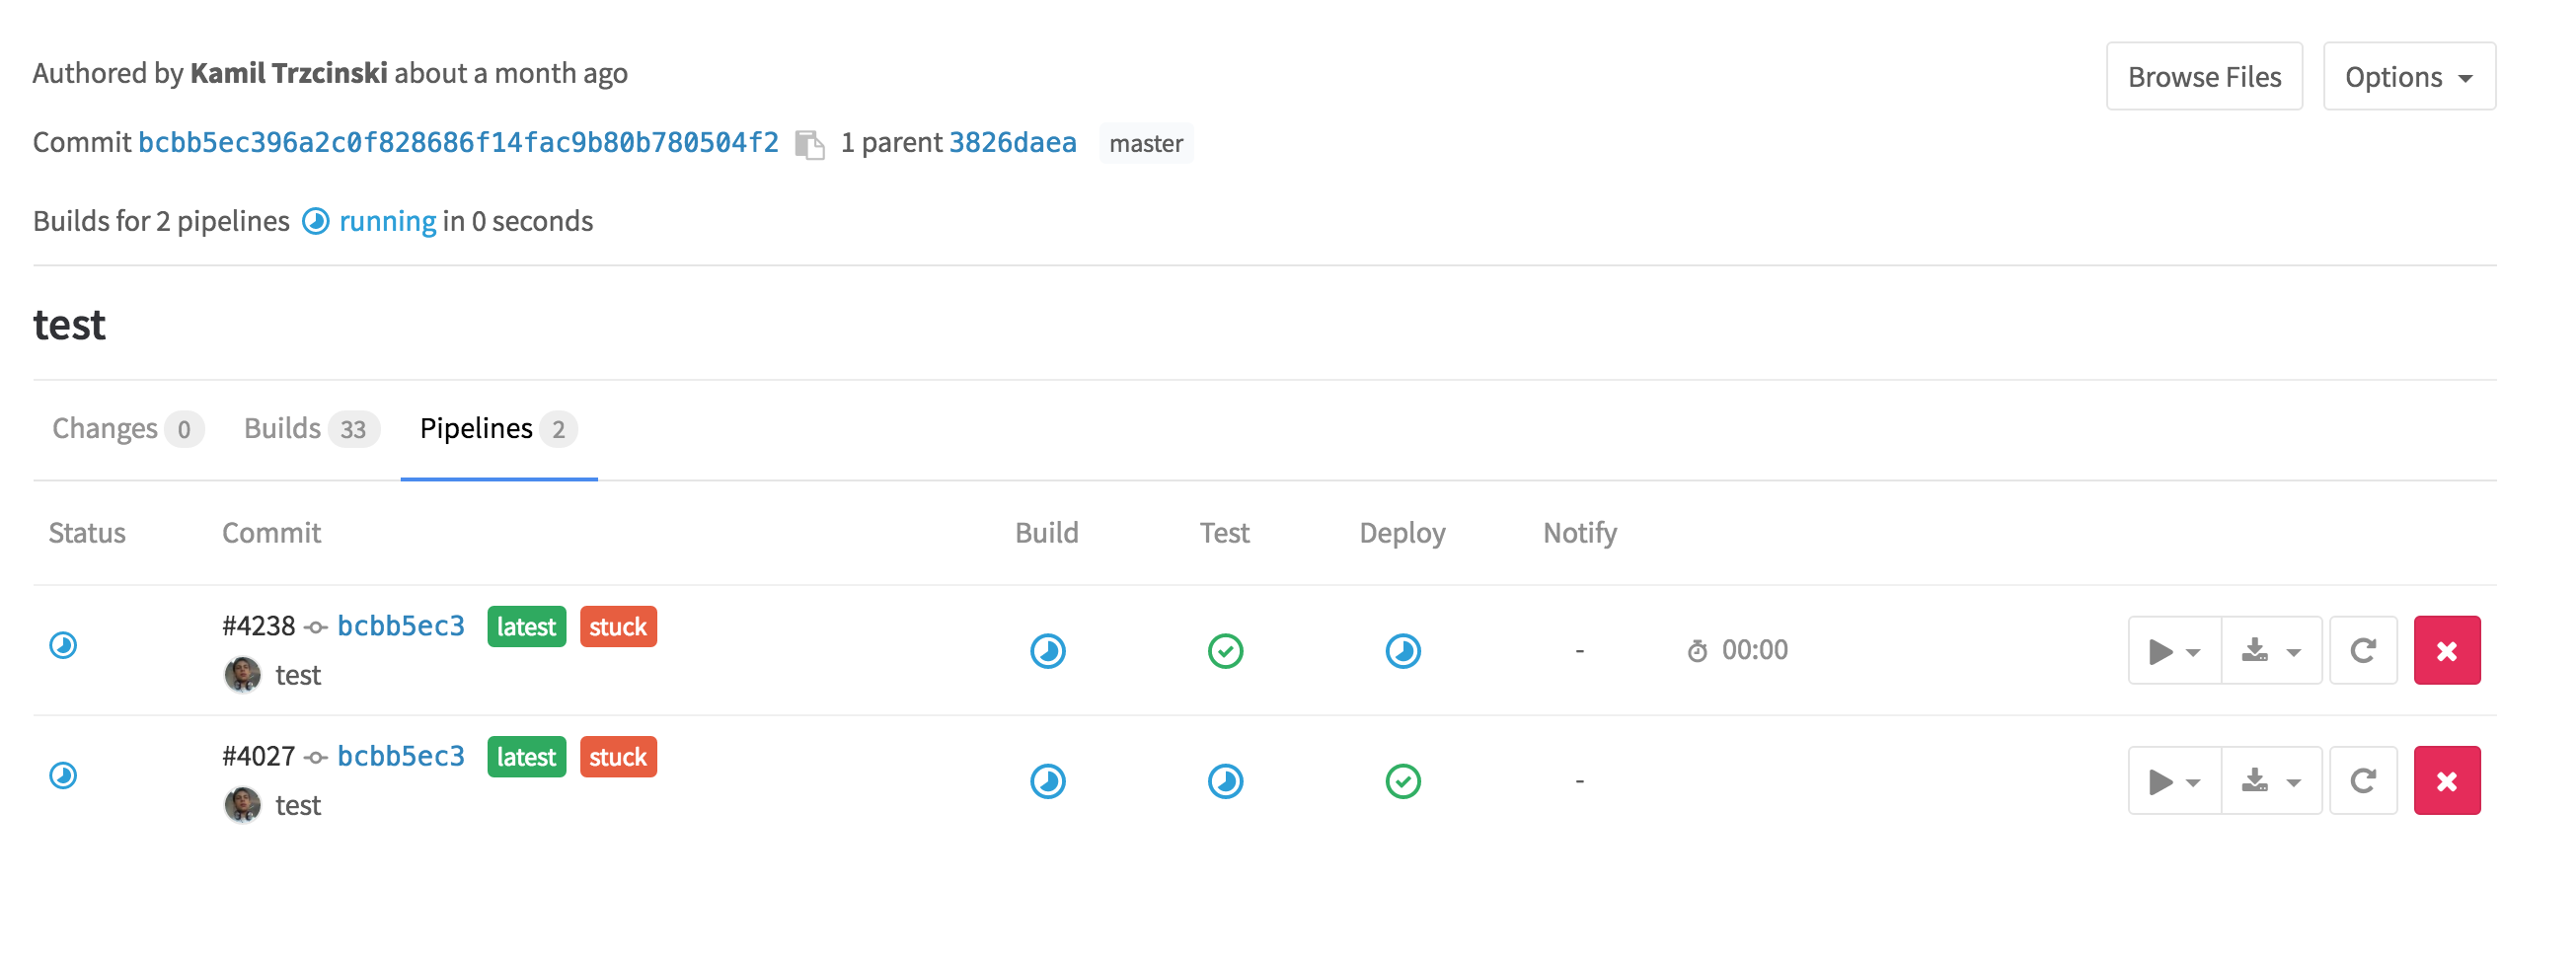 Authored by Kamil Trzcinski about a month ago
Browse Files
Options
Commit bcbb5ec396a2c0f828686f14fac9b80b780504f2 1 parent 3826daea master
Builds for 2 pipelines running in 0 seconds
test
Changes 0 Builds 33 Pipelines 2
Status Commit Build Test Deploy Notify
#4238 bcbb5ec3 latest stuck
- 00:00
test
#4027 bcbb5ec3 latest stuck
-
test